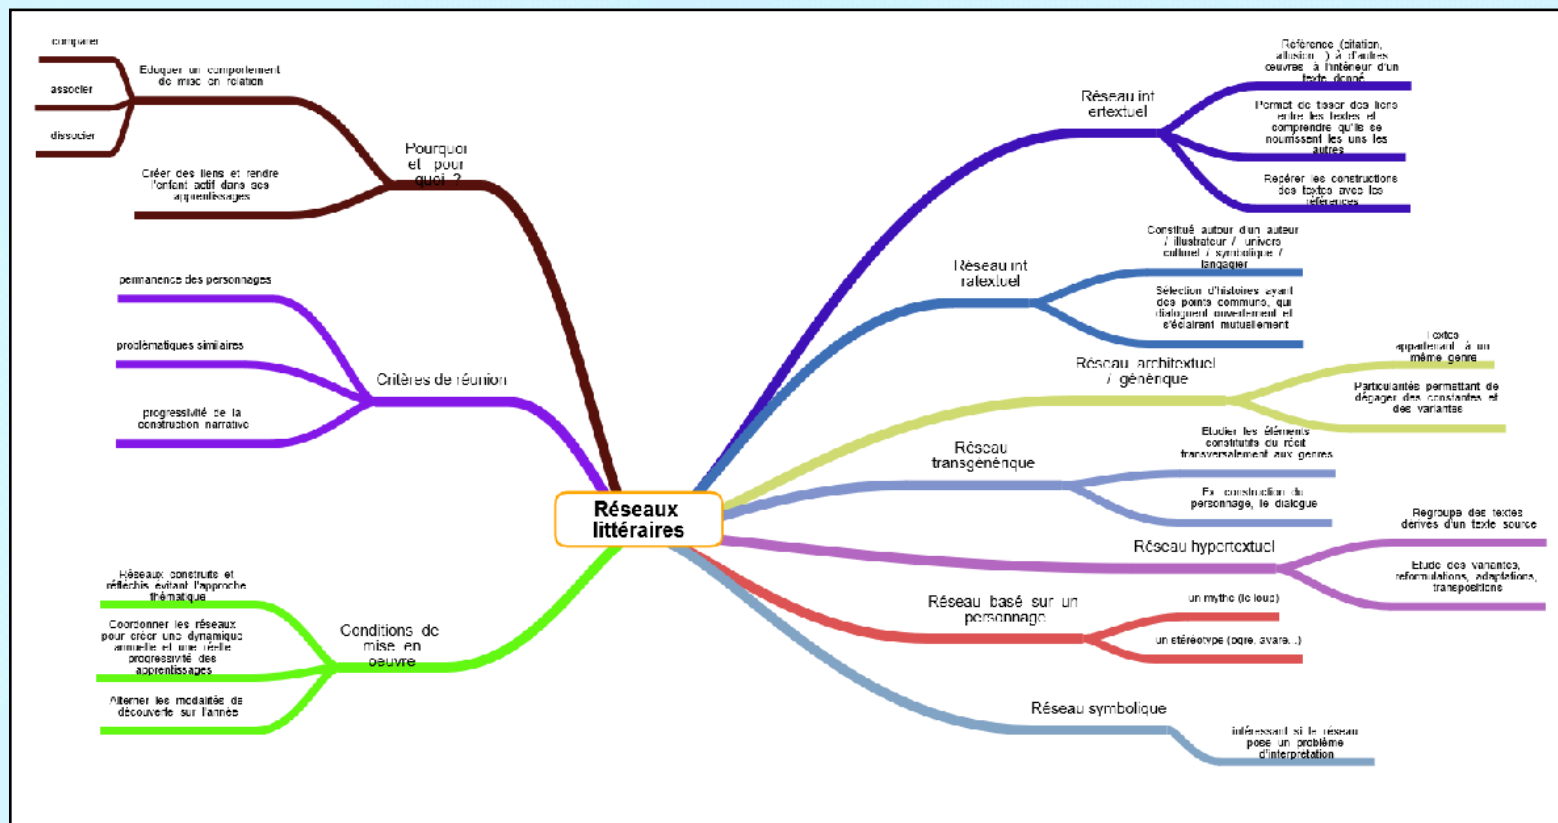 Réseaux
littéraires
Pourquoi
et pour
quoi ?
Eduquer un comportement
de mise en relation
comparer
associer
dissocier
Créer des liens et rendre
l'enfant actif dans ses
apprentissages
Critères de réunion
permanence des personnages
problématiques similaires
progressivité de la
construction narrative
Conditions de
mise en
oeuvre
Réseaux construits et
réfléchis évitant l'approche
thématique
Coordonner les réseaux
pour créer une dynamique
annuelle et une réelle
progressivité des
apprentissages
Alterner les modalités de
découverte sur l'année
Réseau int
ertextuel
Référence (citation,
allusion...) à d'autres
œuvres à l'intérieur d'un
texte donné
Permet de tisser des liens
entre les textes et
comprendre qu'ils se
nourrissent les uns les
autres
Repérer les constructions
des textes avec les
références
Réseau int
ratextuel
Constitué autour d'un auteur
/ illustrateur / univers
culturel / symbolique /
langagier
Sélection d'histoires ayant
des points communs, qui
dialoguent ouvertement et
s'éclairent mutuellement
Réseau architextuel
/ générique
Textes
appartenant à un
même genre
Particularités permettant de
dégager des constantes et
des variantes
Réseau
transgénérique
Etudier les éléments
constitutifs du récit
transversalement aux genres
Ex construction du
personnage, le dialogue
Réseau hypertextuel
Regroupe des textes
dérivés d'un texte source
Etude des variantes,
reformulations, adaptations,
transpositions
Réseau basé sur un
personnage
un mythe (le loup)
un stéréotype (ogre, avare...)
Réseau symbolique
intéressant si le réseau
pose un problème
d'interprétation